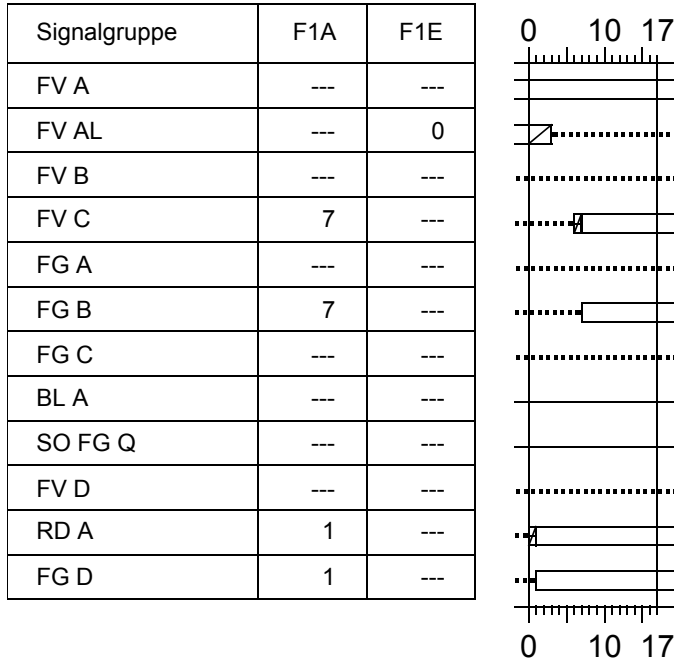 Signalgruppe F1A F1E 0 10 17
FV A --- ---
FV AL --- 0
FV B --- ---
FV C 7 ---
FG A --- ---
FG B 7 ---
FG C --- ---
BL A --- ---
SO FG Q --- ---
FV D --- ---
RD A 1 ---
FG D 1 ---
0 10 17